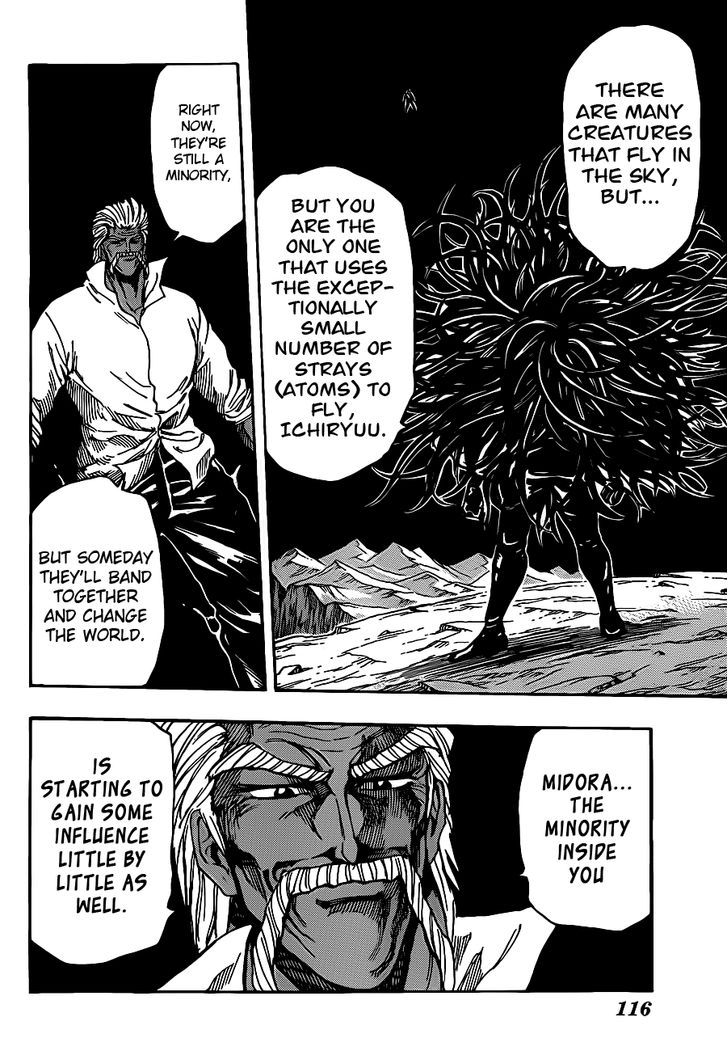 THERE
ARE MANY
CREATURES
THAT FLY IN
THE SKY,
BUT...
BUT YOU
ARE THE
ONLY ONE
THAT USES
THE EXCEP-
TIONALLY
SMALL
NUMBER OF
STRAYS
(ATOMS) TO
FLY,
ICHIRYUU.
RIGHT
NOW,
THEY'RE
STILL A
MINORITY,
BUT SOMEDAY
THEY'LL BAND
TOGETHER
AND CHANGE
THE WORLD.
MIDORA...
THE
MINORITY
INSIDE
YOU
IS
STARTING TO
GAIN SOME
INFLUENCE
LITTLE BY
LITTLE AS
WELL.
116